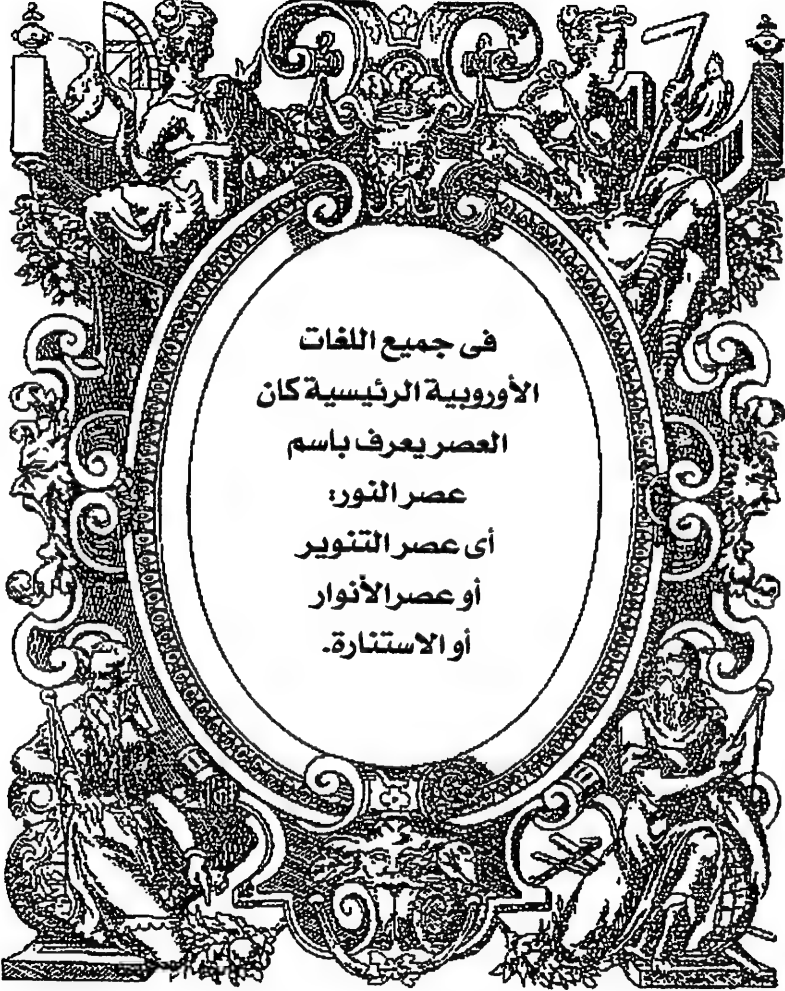 فى جميع اللغات
الأوروبية الرئيسية كان
العصر يعرف باسم
عصر النور:
أى عصر التنوير
أو عصر الأنوار
أو الاستنارة.